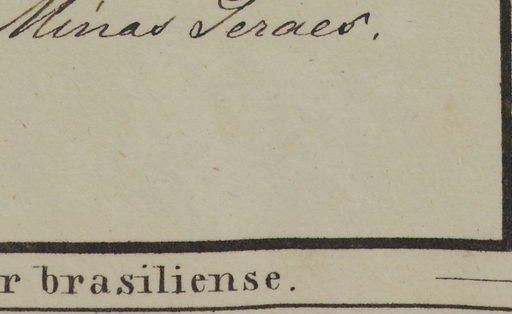 Minas Geraes.
r brasiliense.